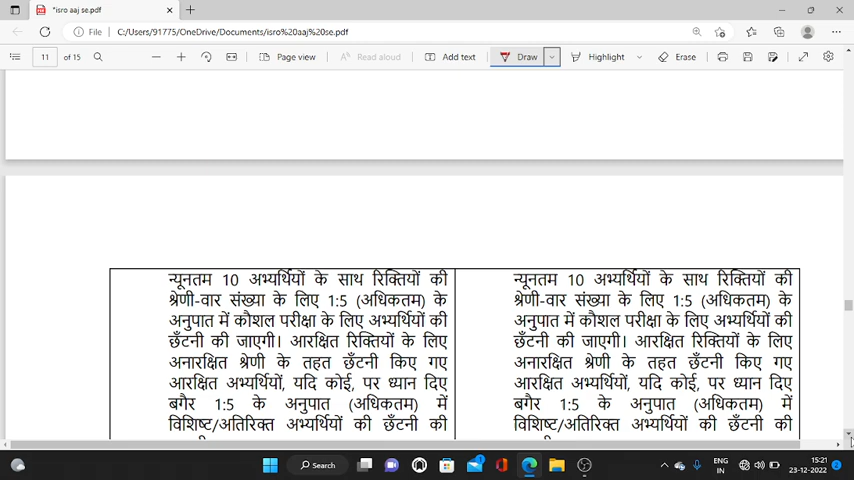 *isro aaj se.pdf
File C:/Users/91775/OneDrive/Documents/isro%20aaj%20se.pdf
11 of 15 Page view Read aloud Add text Draw Highlight Erase
न्यूनतम 10 अभ्यर्थियों के साथ रिक्तियों की
श्रेणी-वार संख्या के लिए 1:5 (अधिकतम) के
अनुपात में कौशल परीक्षा के लिए अभ्यर्थियों की
छँटनी की जाएगी। आरक्षित रिक्तियों के लिए
अनारक्षित श्रेणी के तहत छँटनी किए गए
आरक्षित अभ्यर्थियों, यदि कोई, पर ध्यान दिए
बगैर 1:5 के अनुपात (अधिकतम) में
विशिष्ट/अतिरिक्त अभ्यर्थियों की छँटनी की
न्यूनतम 10 अभ्यर्थियों के साथ रिक्तियों की
श्रेणी-वार संख्या के लिए 1:5 (अधिकतम) के
अनुपात में कौशल परीक्षा के लिए अभ्यर्थियों की
छँटनी की जाएगी। आरक्षित रिक्तियों के लिए
अनारक्षित श्रेणी के तहत छँटनी किए गए
आरक्षित अभ्यर्थियों, यदि कोई, पर ध्यान दिए
बगैर 1:5 के अनुपात (अधिकतम) में
विशिष्ट/अतिरिक्त अभ्यर्थियों की छँटनी की
Search
ENG 15:21
IN 23-12-2022